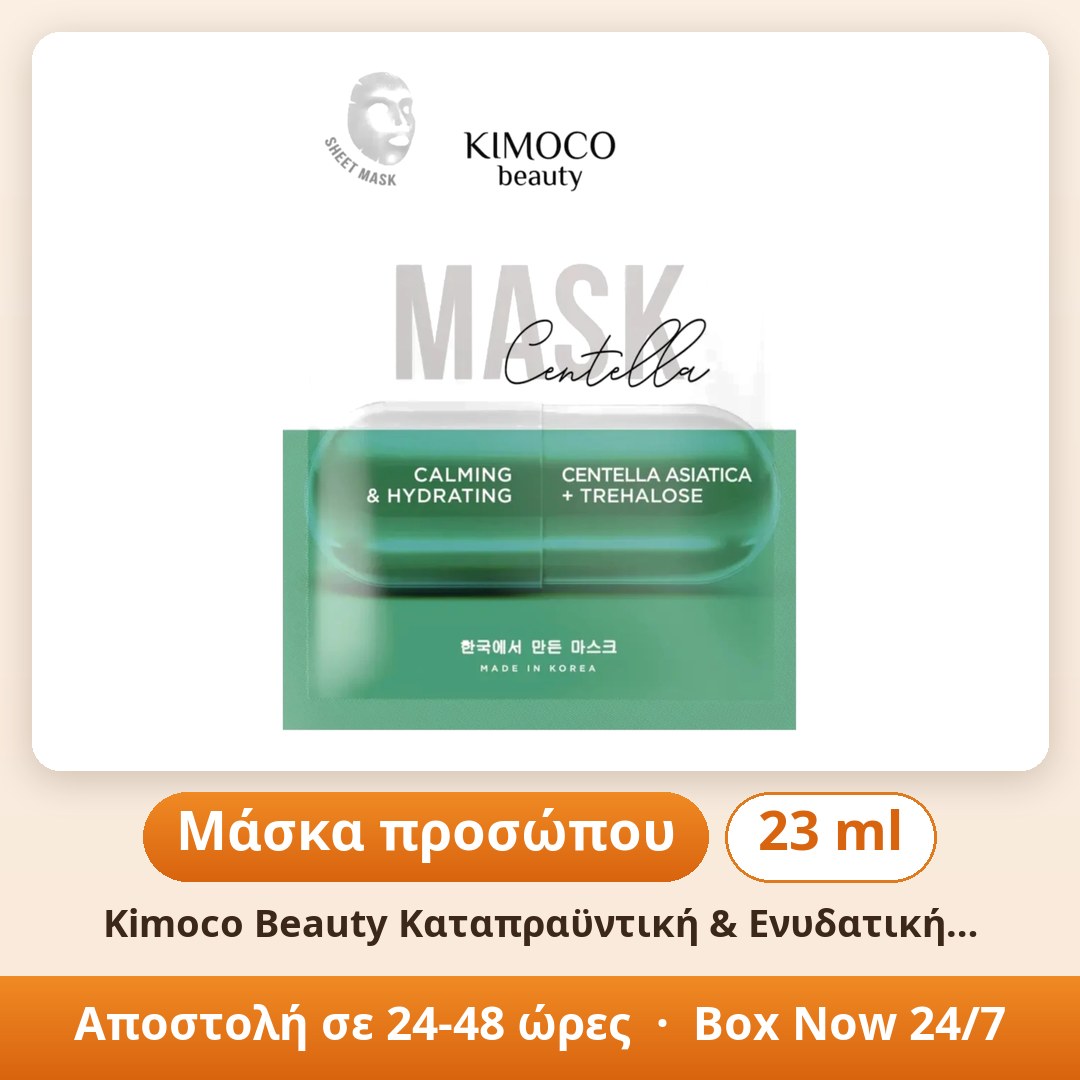 SHEET MASK
KIMOCO
beauty
MASK
Centella
CALMING
& HYDRATING
CENTELLA ASIATICA
+ TREHALOSE
한국에서 만든 마스크
MADE IN KOREA
Μάσκα προσώπου
23 ml
Kimoco Beauty Καταπραϋντική & Ενυδατική...
Αποστολή σε 24-48 ώρες · Box Now 24/7